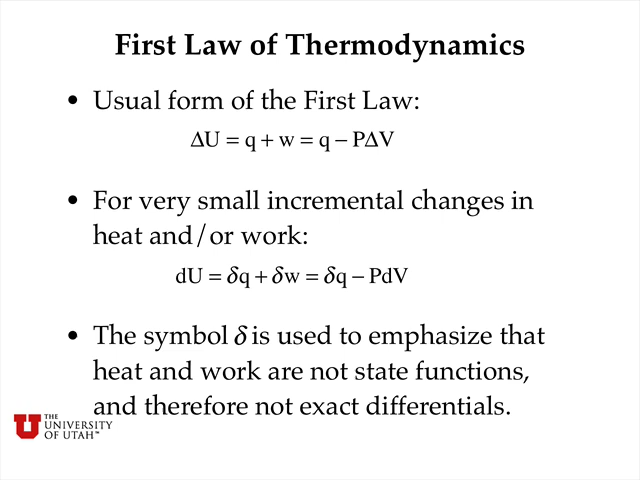 First Law of Thermodynamics
• Usual form of the First Law:
ΔU = q + w = q – PΔV
• For very small incremental changes in
heat and/or work:
dU = δq + δw = δq – PdV
• The symbol δ is used to emphasize that
heat and work are not state functions,
and therefore not exact differentials.
THE
UNIVERSITY
OF UTAH™